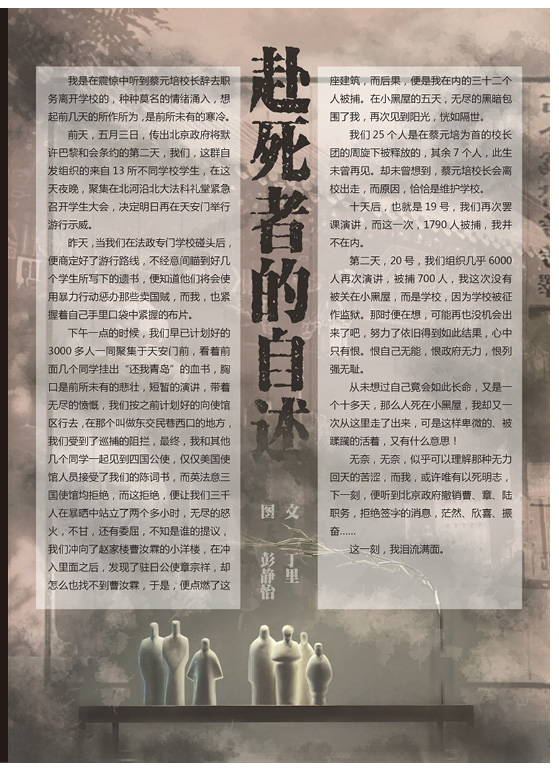 赴死者的自述
我是在震惊中听到蔡元培校长辞去职
务离开学校的，种种莫名的情绪涌入，想
起前几天的所作所为，是前所未有的寒冷。
前天，五月三日，传出北京政府将默
许巴黎和会条约的第二天，我们，这群自
发组织的来自 13 所不同学校学生，在这
天夜晚，聚集在北河沿北大法科礼堂紧急
召开学生大会，决定明日再在天安门举行
游行示威。
昨天，当我们在法政专门学校碰头后，
便商定好了游行路线，不经意间瞄到好几
个学生所写下的遗书，便知道他们将会使
用暴力行动惩办那些卖国贼，而我，也紧
握着自己手里口袋中紧握的布片。
下午一点的时候，我们早已计划好的
3000 多人一同聚集于天安门前，看着前
面几个同学挂出“还我青岛”的血书，胸
口是前所未有的悲壮，短暂的演讲，带着
无尽的愤慨，我们按之前计划好的向使馆
区行去，在那个叫做东交民巷西口的地方，
我们受到了巡捕的阻拦，最终，我和其他
几个同学一起见到四国公使，仅仅美国使
馆人员接受了我们的陈词书，而英法意三
国使馆均拒绝，而这拒绝，便让我们三千
人在暴晒中站立了两个多小时，无尽的怒
火，不甘，还有委屈，不知是谁的提议，
我们冲向了赵家楼曹汝霖的小洋楼，在冲
入里面之后，发现了驻日公使章宗祥，却
怎么也找不到曹汝霖，于是，便点燃了这
座建筑，而后果，便是我在内的三十二个
人被捕。在小黑屋的五天，无尽的黑暗包
围了我，再次见到阳光，恍如隔世。
我们 25 个人是在蔡元培为首的校长
团的周旋下被释放的，其余 7 个人，此生
未曾再见。却未曾想到，蔡元培校长会离
校出走，而原因，恰恰是维护学校。
十天后，也就是 19 号，我们再次罢
课演讲，而这一次，1790 人被捕，我并
不在内。
第二天，20 号，我们组织几乎 6000
人再次演讲，被捕 700 人，我这次没有
被关在小黑屋，而是学校，因为学校被征
作监狱。那时便在想，可能再也没机会出
来了吧，努力了依旧得到如此结果，心中
只有恨。恨自己无能，恨政府无力，恨列
强无耻。
从未想过自己竟会如此长命，又是一
个十多天，那么人死在小黑屋，我却又一
次从这里走了出来，可是这样卑微的、被
蹂躏的活着，又有什么意思！
无奈，无奈，似乎可以理解那种无力
回天的苦涩，而我，或许唯有以死明志，
下一刻，便听到北京政府撤销曹、章、陆
职务，拒绝签字的消息，茫然、欣喜、振
奋……
这一刻，我泪流满面。
文 丁里
图 彭静怡